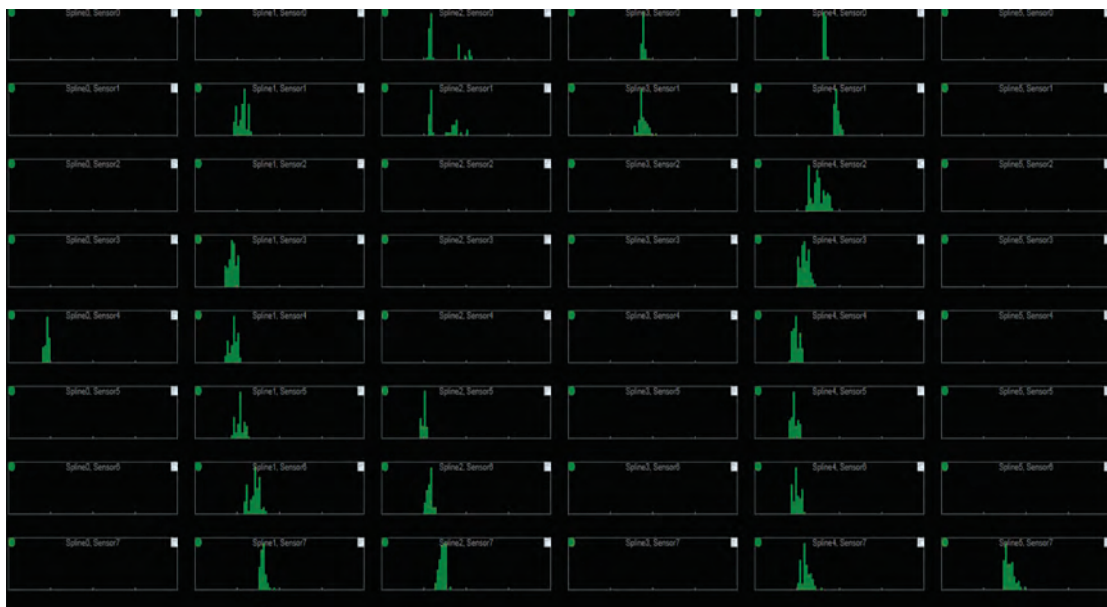 Spline0, Sensor0 Spline1, Sensor0 Spline2, Sensor0 Spline3, Sensor0 Spline4, Sensor0 Spline5, Sensor0
Spline0, Sensor1 Spline1, Sensor1 Spline2, Sensor1 Spline3, Sensor1 Spline4, Sensor1 Spline5, Sensor1
Spline0, Sensor2 Spline1, Sensor2 Spline2, Sensor2 Spline3, Sensor2 Spline4, Sensor2 Spline5, Sensor2
Spline0, Sensor3 Spline1, Sensor3 Spline2, Sensor3 Spline3, Sensor3 Spline4, Sensor3 Spline5, Sensor3
Spline0, Sensor4 Spline1, Sensor4 Spline2, Sensor4 Spline3, Sensor4 Spline4, Sensor4 Spline5, Sensor4
Spline0, Sensor5 Spline1, Sensor5 Spline2, Sensor5 Spline3, Sensor5 Spline4, Sensor5 Spline5, Sensor5
Spline0, Sensor6 Spline1, Sensor6 Spline2, Sensor6 Spline3, Sensor6 Spline4, Sensor6 Spline5, Sensor6
Spline0, Sensor7 Spline1, Sensor7 Spline2, Sensor7 Spline3, Sensor7 Spline4, Sensor7 Spline5, Sensor7